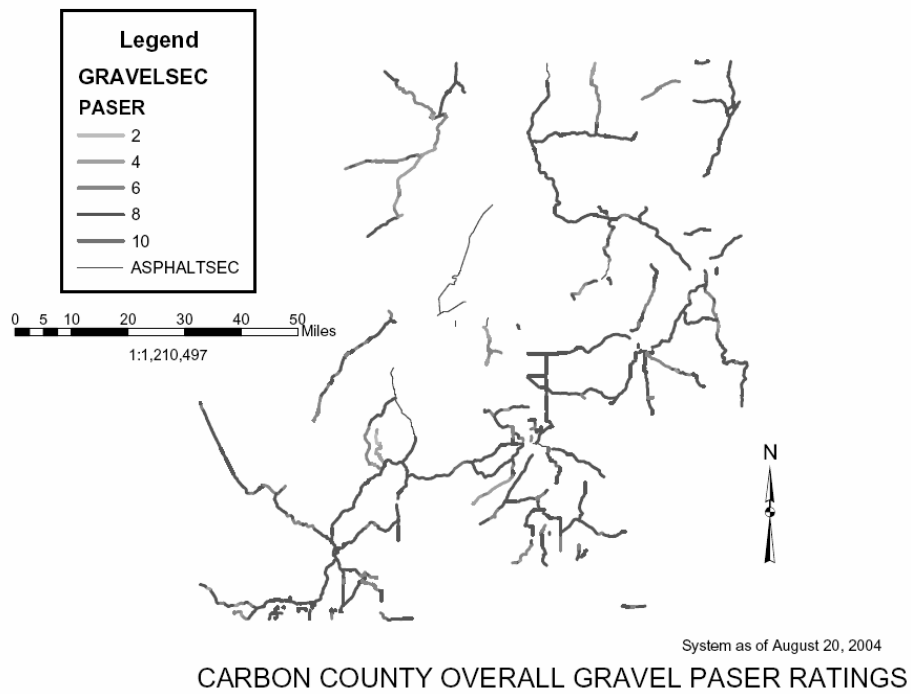 Legend
GRAVELSEC
PASER
2
4
6
8
10
ASPHALTSEC
0 5 10 20 30 40 50 Miles
1:1,210,497
N
System as of August 20, 2004
CARBON COUNTY OVERALL GRAVEL PASER RATINGS